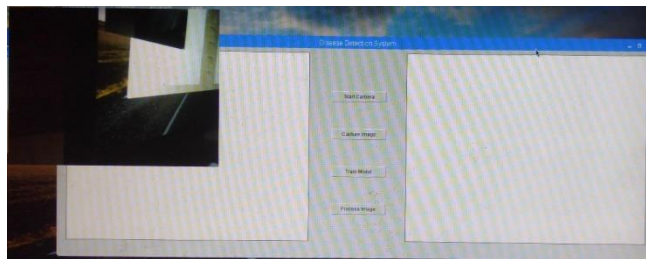 Disease Detection System
Start Camera
Capture Image
Train Model
Process Image